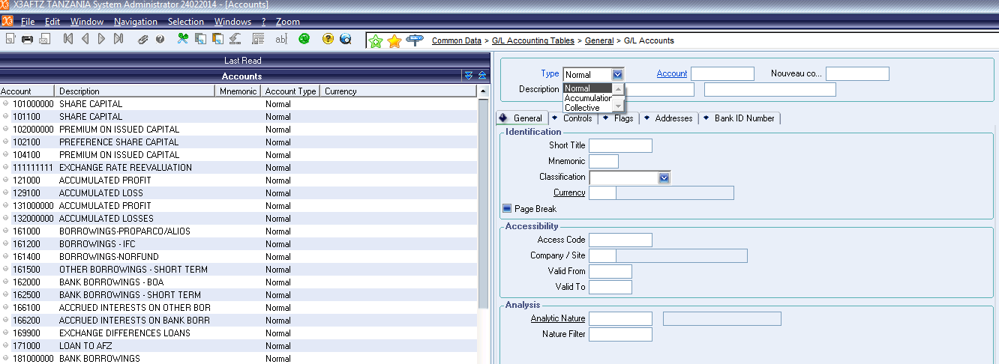 X3AFTZ TANZANIA System Administrator 24022014 - [Accounts]
File Edit Window Navigation Selection Windows ? Zoom
Common Data > G/L Accounting Tables > General > G/L Accounts
Last Read
Accounts
Account Description Mnemonic Account Type Currency
101000000 SHARE CAPITAL Normal
101100 SHARE CAPITAL Normal
102000000 PREMIUM ON ISSUED CAPITAL Normal
102100 PREFERENCE SHARE CAPITAL Normal
104100 PREMIUM ON ISSUED CAPITAL Normal
111111111 EXCHANGE RATE REEVALUATION Normal
121000 ACCUMULATED PROFIT Normal
129100 ACCUMULATED LOSS Normal
131000000 ACCUMULATED PROFIT Normal
132000000 ACCUMULATED LOSSES Normal
161000 BORROWINGS-PROPARCO/ALIOS Normal
161200 BORROWINGS - IFC Normal
161400 BORROWINGS-NORFUND Normal
161500 OTHER BORROWINGS - SHORT TERM Normal
162000 BANK BORROWINGS - BOA Normal
162500 BANK BORROWINGS - SHORT TERM Normal
166100 ACCRUED INTERESTS ON OTHER BOR Normal
166200 ACCRUED INTERESTS ON BANK BORR Normal
169900 EXCHANGE DIFFERENCES LOANS Normal
171000 LOAN TO AFZ Normal
181000000 BANK BORROWINGS Normal
Type Normal Account Nouveau co...
Description
Normal
Accumulation
Collective
General Controls Flags Addresses Bank ID Number
Identification
Short Title
Mnemonic
Classification
Currency
Page Break
Accessibility
Access Code
Company / Site
Valid From
Valid To
Analysis
Analytic Nature
Nature Filter